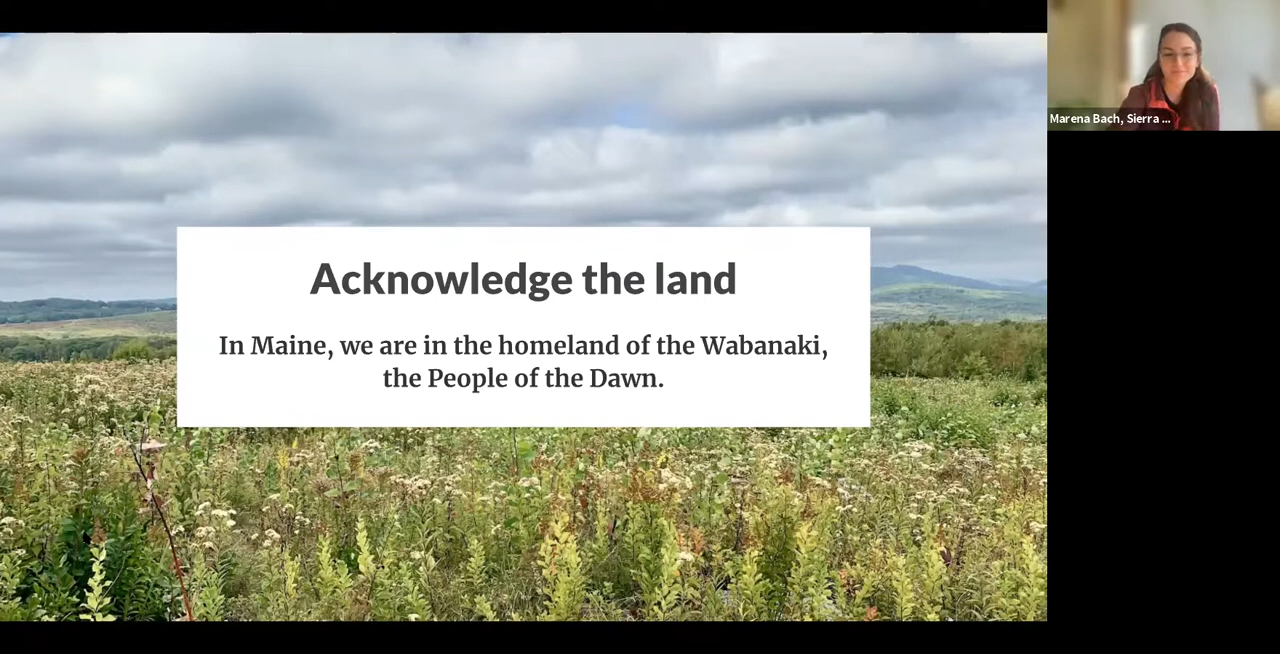 Acknowledge the land
In Maine, we are in the homeland of the Wabanaki,
the People of the Dawn.
Marena Bach, Sierra ...